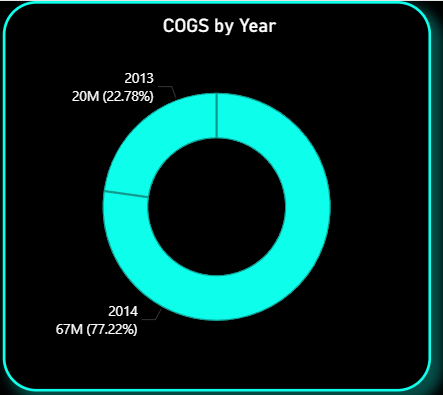 COGS by Year
2013
20M (22.78%)
2014
67M (77.22%)